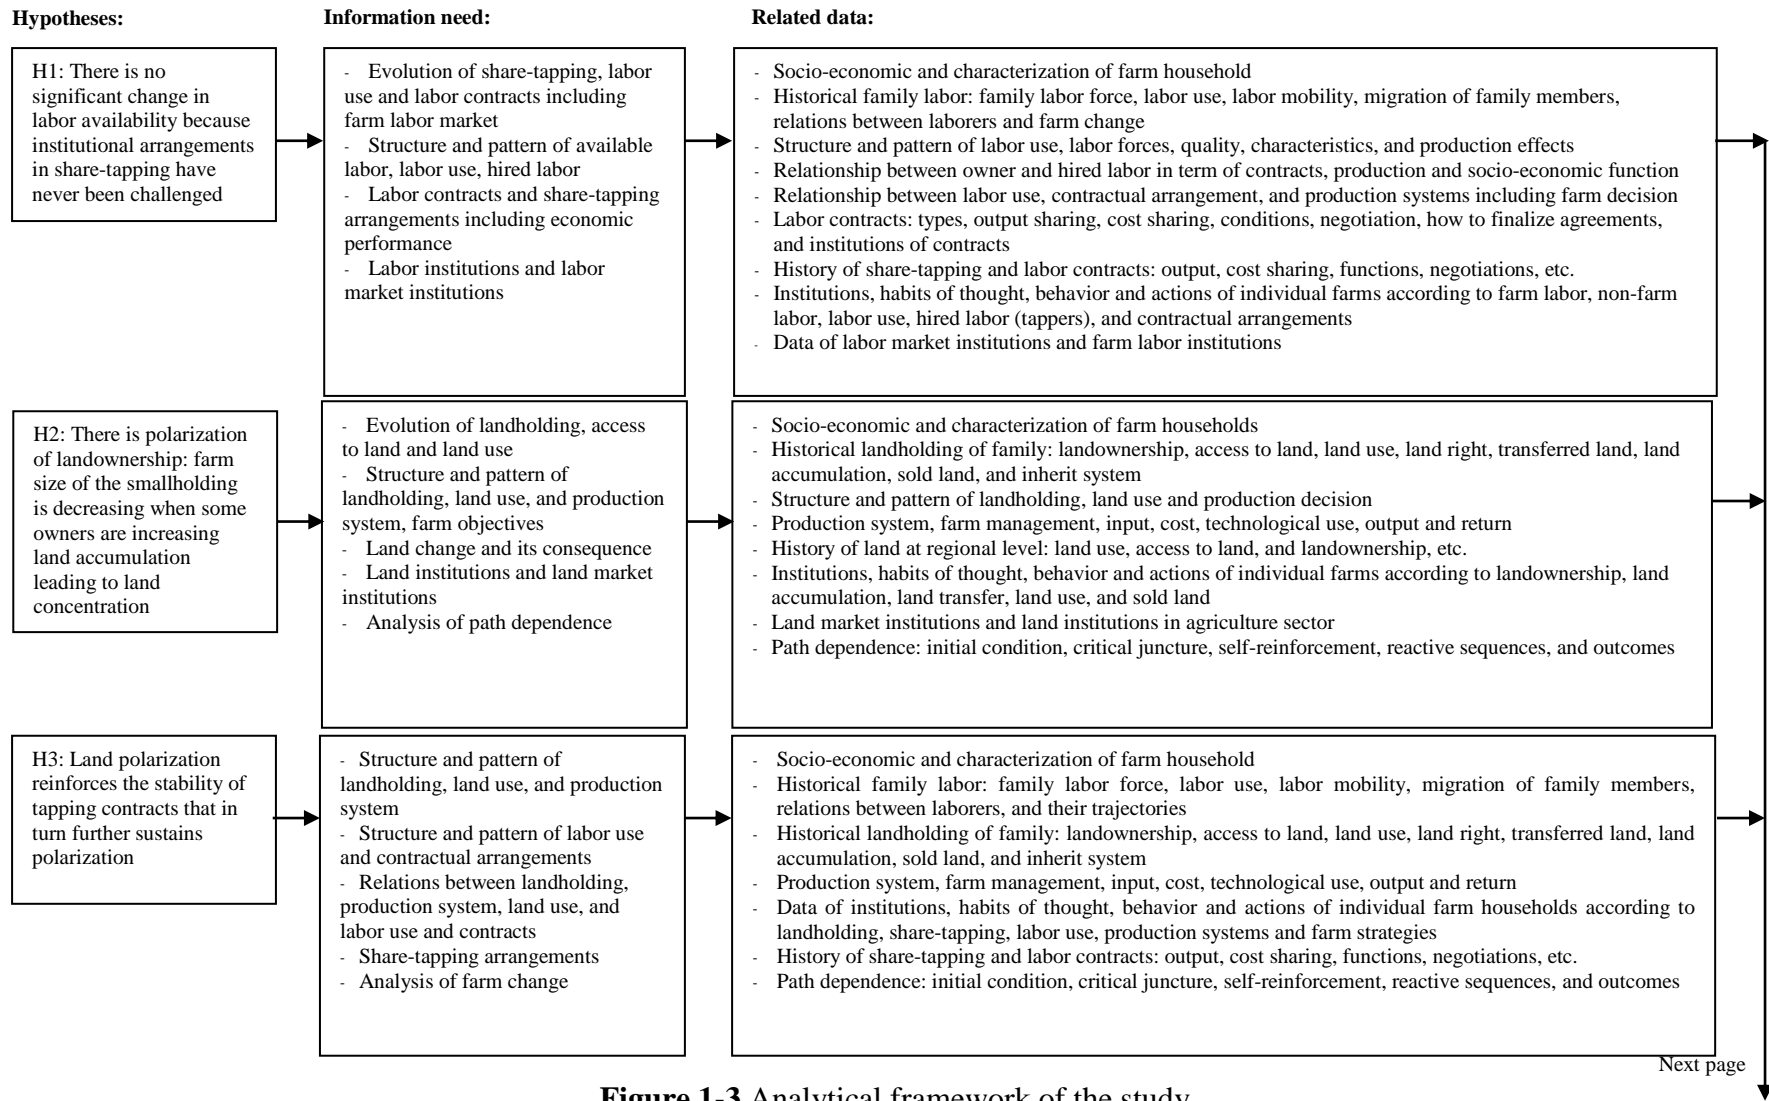 Hypotheses:
Information need:
Related data:
H1: There is no
significant change in
labor availability because
institutional arrangements
in share-tapping have
never been challenged
- Evolution of share-tapping, labor
use and labor contracts including
farm labor market
- Structure and pattern of available
labor, labor use, hired labor
- Labor contracts and share-tapping
arrangements including economic
performance
- Labor institutions and labor
market institutions
- Socio-economic and characterization of farm household
- Historical family labor: family labor force, labor use, labor mobility, migration of family members,
relations between laborers and farm change
- Structure and pattern of labor use, labor forces, quality, characteristics, and production effects
- Relationship between owner and hired labor in term of contracts, production and socio-economic function
- Relationship between labor use, contractual arrangement, and production systems including farm decision
- Labor contracts: types, output sharing, cost sharing, conditions, negotiation, how to finalize agreements,
and institutions of contracts
- History of share-tapping and labor contracts: output, cost sharing, functions, negotiations, etc.
- Institutions, habits of thought, behavior and actions of individual farms according to farm labor, non-farm
labor, labor use, hired labor (tappers), and contractual arrangements
- Data of labor market institutions and farm labor institutions
H2: There is polarization
of landownership: farm
size of the smallholding
is decreasing when some
owners are increasing
land accumulation
leading to land
concentration
- Evolution of landholding, access
to land and land use
- Structure and pattern of
landholding, land use, and production
system, farm objectives
- Land change and its consequence
- Land institutions and land market
institutions
- Analysis of path dependence
- Socio-economic and characterization of farm households
- Historical landholding of family: landownership, access to land, land use, land right, transferred land, land
accumulation, sold land, and inherit system
- Structure and pattern of landholding, land use and production decision
- Production system, farm management, input, cost, technological use, output and return
- History of land at regional level: land use, access to land, and landownership, etc.
- Institutions, habits of thought, behavior and actions of individual farms according to landownership, land
accumulation, land transfer, land use, and sold land
- Land market institutions and land institutions in agriculture sector
- Path dependence: initial condition, critical juncture, self-reinforcement, reactive sequences, and outcomes
H3: Land polarization
reinforces the stability of
tapping contracts that in
turn further sustains
polarization
- Structure and pattern of
landholding, land use, and production
system
- Structure and pattern of labor use
and contractual arrangements
- Relations between landholding,
production system, land use, and
labor use and contracts
- Share-tapping arrangements
- Analysis of farm change
- Socio-economic and characterization of farm household
- Historical family labor: family labor force, labor use, labor mobility, migration of family members,
relations between laborers, and their trajectories
- Historical landholding of family: landownership, access to land, land use, land right, transferred land, land
accumulation, sold land, and inherit system
- Production system, farm management, input, cost, technological use, output and return
- Data of institutions, habits of thought, behavior and actions of individual farm households according to
landholding, share-tapping, labor use, production systems and farm strategies
- History of share-tapping and labor contracts: output, cost sharing, functions, negotiations, etc.
- Path dependence: initial condition, critical juncture, self-reinforcement, reactive sequences, and outcomes
Next page
Figure 1-3 Analytical framework of the study